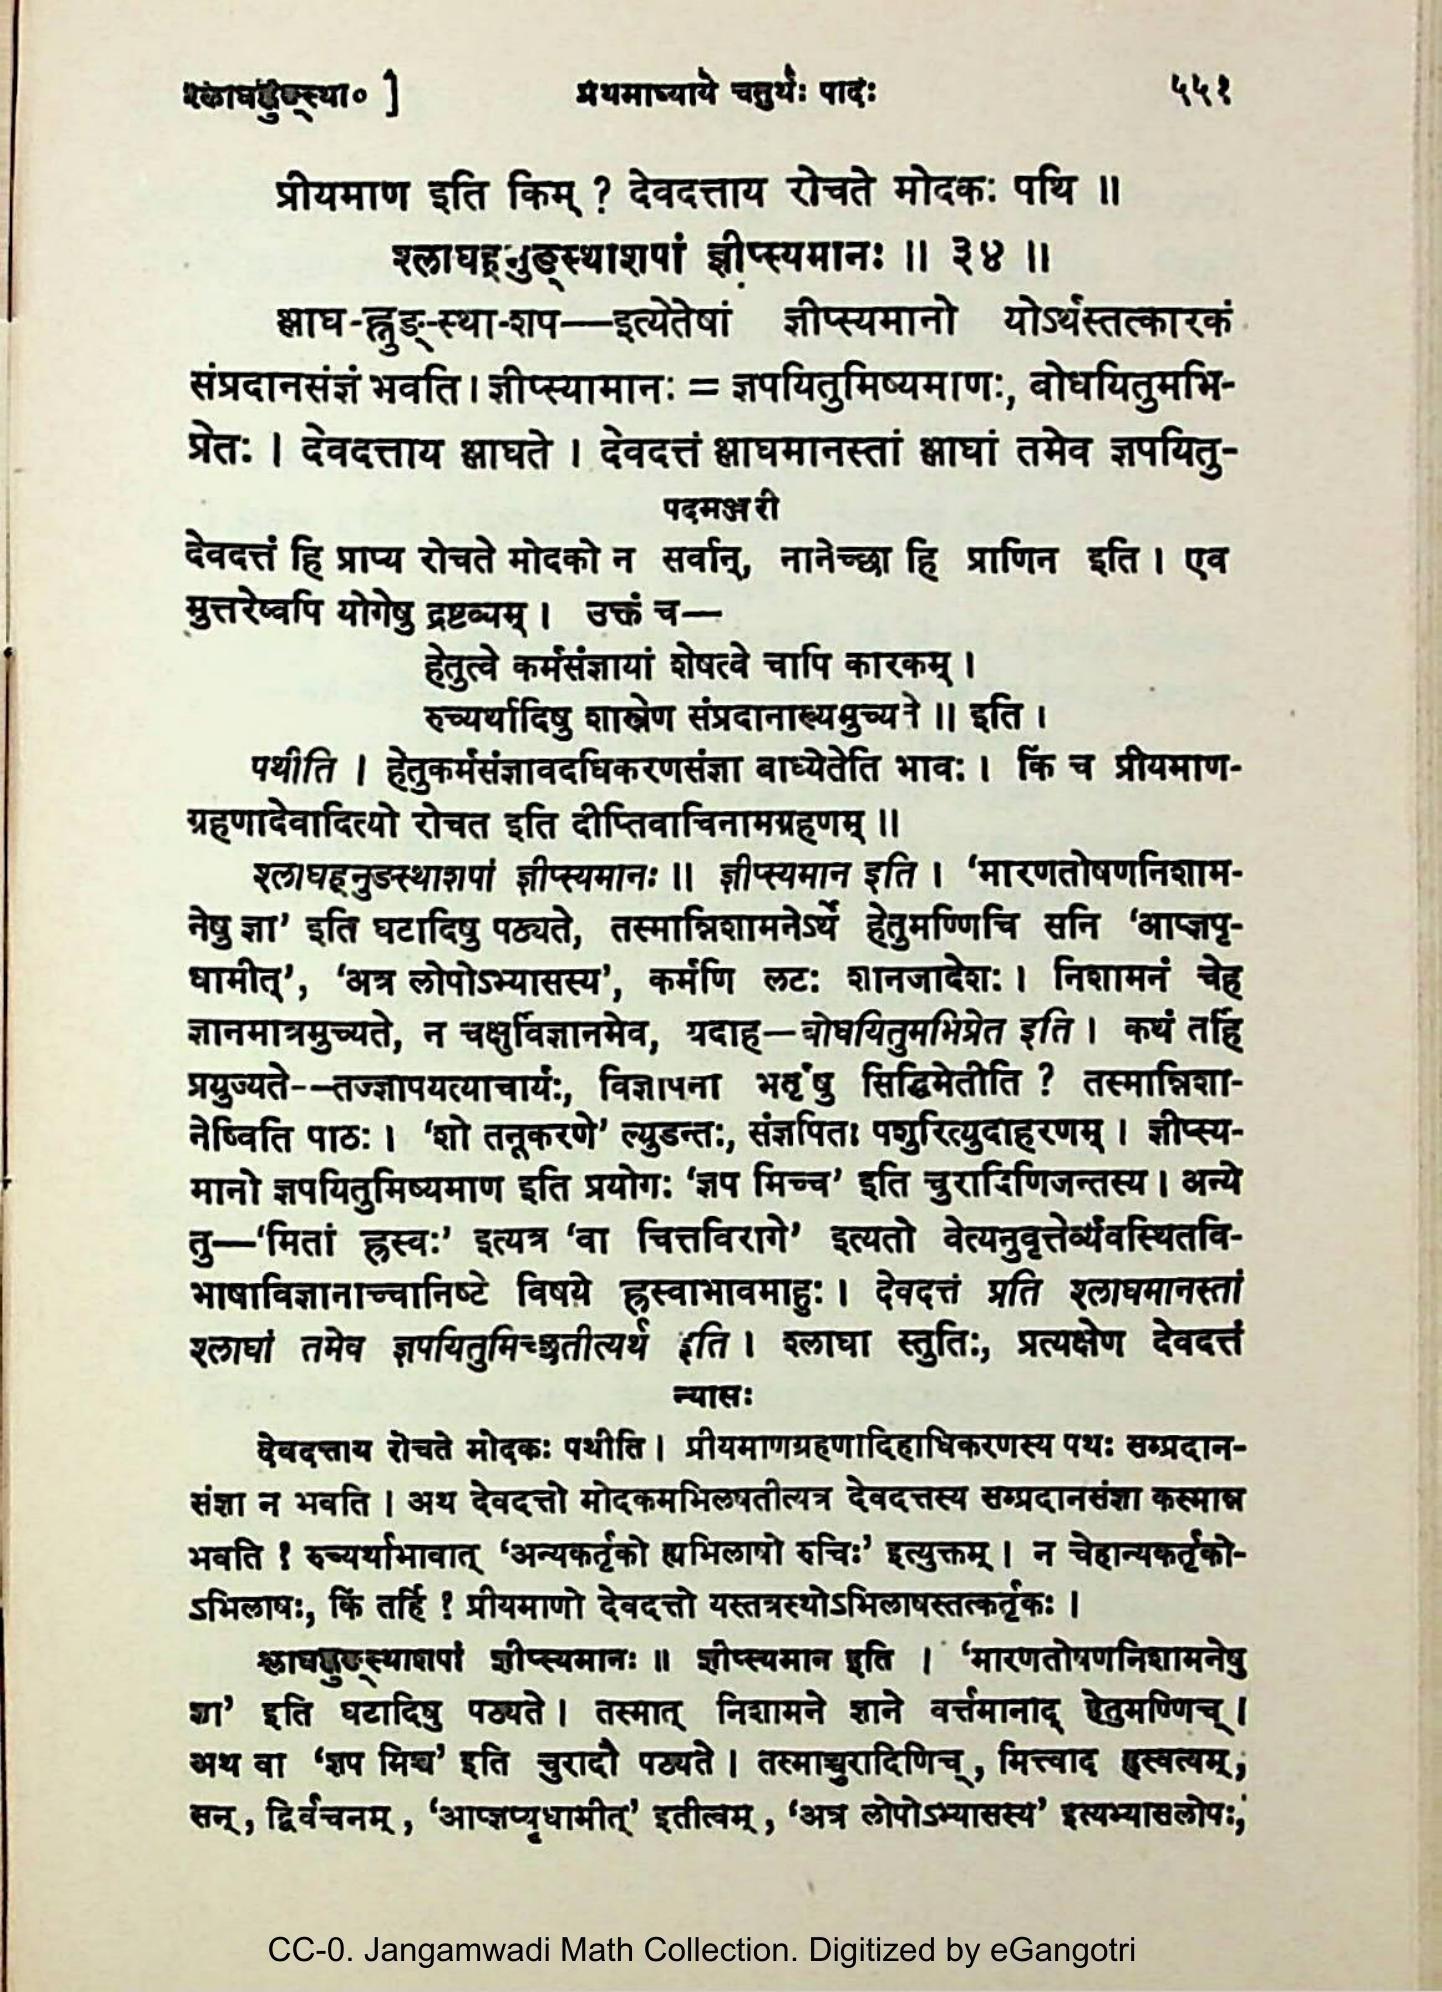 श्लाघह्नुङ्स्था० ] प्रथमाध्याये चतुर्थः पादः ५५१
प्रीयमाण इति किम् ? देवदत्ताय रोचते मोदकः पथि ॥
श्लाघह्नुङ्स्थाशपां ज्ञीप्स्यमानः ॥ ३४ ॥
श्लाघ-ह्नुङ्-स्था-शप—इत्येतेषां ज्ञीप्स्यमानो योऽर्थस्तत्कारकं
संप्रदानसंज्ञं भवति । ज्ञीप्स्यामानः = ज्ञपयितुमिष्यमाणः, बोधयितुमभि-
प्रेतः । देवदत्ताय श्लाघते । देवदत्तं श्लाघमानस्तां श्लाघां तमेव ज्ञपयितु-
पदमञ्जरी
देवदत्तं हि प्राप्य रोचते मोदको न सर्वान्, नानेच्छा हि प्राणिन इति । एव
मुत्तरेष्वपि योगेषु द्रष्टव्यम् । उक्तं च—
हेतुत्वे कर्मसंज्ञायां शेषत्वे चापि कारकम् ।
रुच्यर्थादिषु शास्त्रेण संप्रदानाख्यमुच्यते ॥ इति ।
पथीति । हेतुकर्मसंज्ञावदधिकरणसंज्ञा बाध्येतेति भावः । किं च प्रीयमाण-
ग्रहणादेवादित्यो रोचत इति दीप्तिवाचिनामग्रहणम् ॥
श्लाघह्नुङस्थाशपां ज्ञीप्स्यमानः ॥ ज्ञीप्स्यमान इति । ‘मारणतोषणनिशाम-
नेषु ज्ञा’ इति घटादिषु पठ्यते, तस्मान्निशामनेऽर्थे हेतुमण्णिचि सनि ‘आप्ज्ञपृ-
धामीत्’, ‘अत्र लोपोऽभ्यासस्य’, कर्मणि लटः शानजादेशः । निशामनं चेह
ज्ञानमात्रमुच्यते, न चक्षुर्विज्ञानमेव, यदाह—बोधयितुमभिप्रेत इति । कथं तर्हि
प्रयुज्यते--तज्ज्ञापयत्याचार्यः, विज्ञापना भर्तृषु सिद्धिमेतीति ? तस्मान्निशा-
नेष्विति पाठः । ‘शो तनूकरणे’ ल्युडन्तः, संज्ञपितः पशुरित्युदाहरणम् । ज्ञीप्स्य-
मानो ज्ञपयितुमिष्यमाण इति प्रयोगः ‘ज्ञप मिच्च’ इति चुरादिणिजन्तस्य । अन्ये
तु—‘मितां ह्रस्वः’ इत्यत्र ‘वा चित्तविरागे’ इत्यतो वेत्यनुवृत्तेर्व्यवस्थितवि-
भाषाविज्ञानाच्चानिष्टे विषये ह्रस्वाभावमाहुः । देवदत्तं प्रति श्लाघमानस्तां
श्लाघां तमेव ज्ञपयितुमिच्छतीत्यर्थ इति । श्लाघा स्तुतिः, प्रत्यक्षेण देवदत्तं
न्यासः
देवदत्ताय रोचते मोदकः पथीति । प्रीयमाणग्रहणादिहाधिकरणस्य पथः सम्प्रदान-
संज्ञा न भवति । अथ देवदत्तो मोदकमभिलषतीत्यत्र देवदत्तस्य सम्प्रदानसंज्ञा कस्मान्न
भवति ? रुच्यर्थाभावात् ‘अन्यकर्तृको ह्यभिलाषो रुचिः’ इत्युक्तम् । न चेहान्यकर्तृको-
ऽभिलाषः, किं तर्हि ? प्रीयमाणो देवदत्तो यस्तत्रस्थोऽभिलाषस्तत्कर्तृकः ।
श्लाघह्नुङ्स्थाशपां ज्ञीप्स्यमानः ॥ ज्ञीप्स्यमान इति । ‘मारणतोषणनिशामनेषु
ज्ञा’ इति घटादिषु पठ्यते । तस्मात् निशामने ज्ञाने वर्त्तमानाद् हेतुमण्णिच् ।
अथ वा ‘ज्ञप मिच्च’ इति चुरादौ पठ्यते । तस्माच्चुरादिणिच्, मित्त्वाद ह्रस्वत्वम्,
सन्, द्विर्वचनम्, ‘आप्ज्ञप्यृधामीत्’ इतीत्वम्, ‘अत्र लोपोऽभ्यासस्य’ इत्यभ्यासलोपः,
CC-0. Jangamwadi Math Collection. Digitized by eGangotri